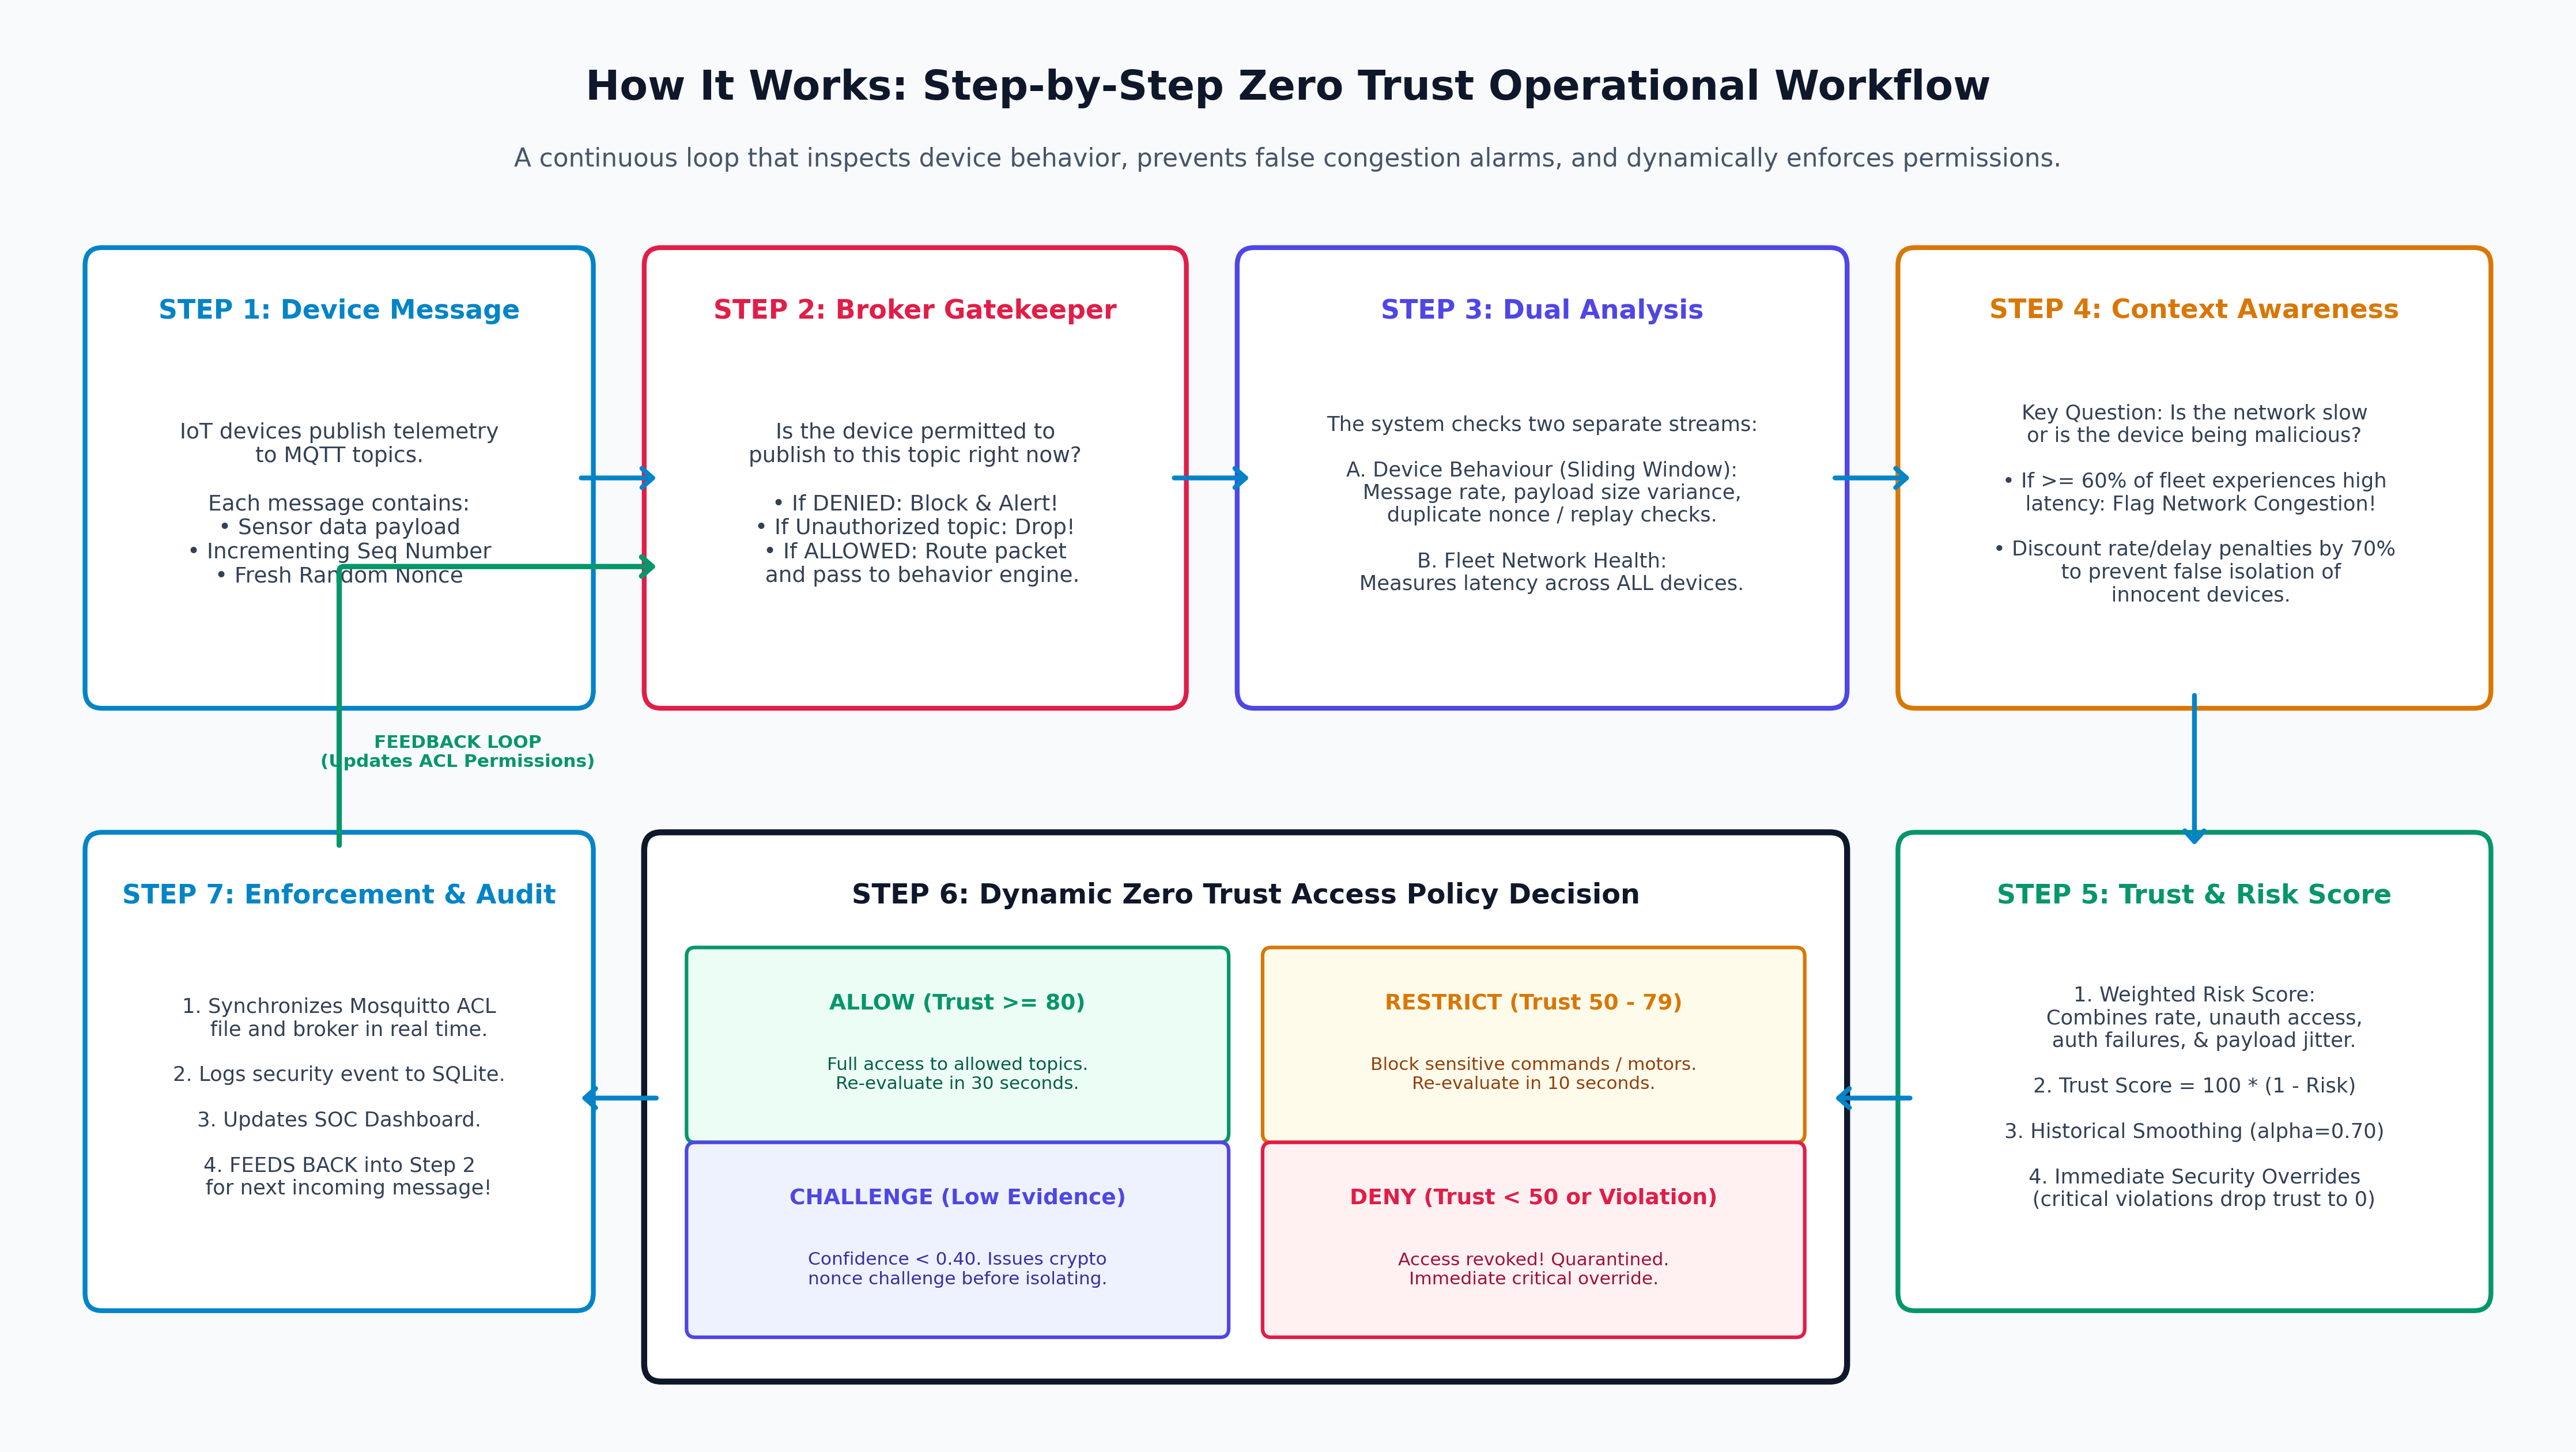 How It Works: Step-by-Step Zero Trust Operational Workflow
A continuous loop that inspects device behavior, prevents false congestion alarms, and dynamically enforces permissions.
STEP 1: Device Message
IoT devices publish telemetry
to MQTT topics.
Each message contains:
• Sensor data payload
• Incrementing Seq Number
• Fresh Random Nonce
STEP 2: Broker Gatekeeper
Is the device permitted to
publish to this topic right now?
• If DENIED: Block & Alert!
• If Unauthorized topic: Drop!
• If ALLOWED: Route packet
and pass to behavior engine.
STEP 3: Dual Analysis
The system checks two separate streams:
A. Device Behaviour (Sliding Window):
Message rate, payload size variance,
duplicate nonce / replay checks.
B. Fleet Network Health:
Measures latency across ALL devices.
STEP 4: Context Awareness
Key Question: Is the network slow
or is the device being malicious?
• If >= 60% of fleet experiences high
latency: Flag Network Congestion!
• Discount rate/delay penalties by 70%
to prevent false isolation of
innocent devices.
FEEDBACK LOOP
(Updates ACL Permissions)
STEP 7: Enforcement & Audit
1. Synchronizes Mosquitto ACL
file and broker in real time.
2. Logs security event to SQLite.
3. Updates SOC Dashboard.
4. FEEDS BACK into Step 2
for next incoming message!
STEP 6: Dynamic Zero Trust Access Policy Decision
ALLOW (Trust >= 80)
Full access to allowed topics.
Re-evaluate in 30 seconds.
RESTRICT (Trust 50 - 79)
Block sensitive commands / motors.
Re-evaluate in 10 seconds.
CHALLENGE (Low Evidence)
Confidence < 0.40. Issues crypto
nonce challenge before isolating.
DENY (Trust < 50 or Violation)
Access revoked! Quarantined.
Immediate critical override.
STEP 5: Trust & Risk Score
1. Weighted Risk Score:
Combines rate, unauth access,
auth failures, & payload jitter.
2. Trust Score = 100 * (1 - Risk)
3. Historical Smoothing (alpha=0.70)
4. Immediate Security Overrides
(critical violations drop trust to 0)